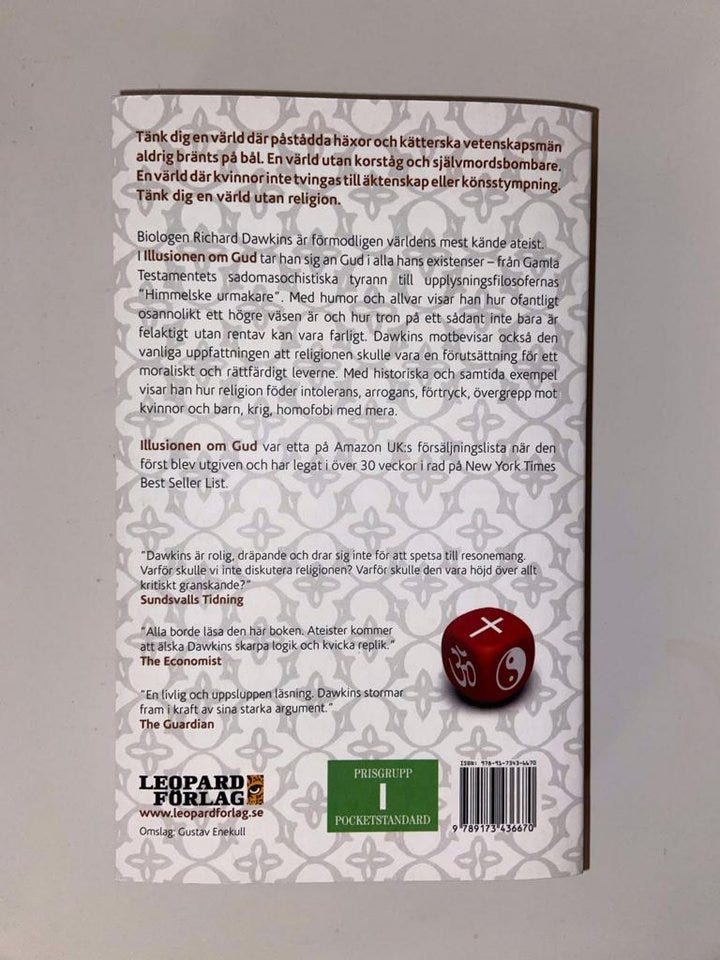 Tänk dig en värld där påstådda häxor och kätterska vetenskapsmän
aldrig bränts på bål. En värld utan korståg och självmordsbombare.
En värld där kvinnor inte tvingas till äktenskap eller könsstympning.
Tänk dig en värld utan religion.
Biologen Richard Dawkins är förmodligen världens mest kände ateist.
I Illusionen om Gud tar han sig an Gud i alla hans existenser – från Gamla
Testamentets sadomasochistiska tyrann till upplysningsfilosofernas
"Himmelske urmakare". Med humor och allvar visar han hur ofantligt
osannolikt ett högre väsen är och hur tron på ett sådant inte bara är
felaktigt utan rentav kan vara farligt. Dawkins motbevisar också den
vanliga uppfattningen att religionen skulle vara en förutsättning för ett
moraliskt och rättfärdigt leverne. Med historiska och samtida exempel
visar han hur religion föder intolerans, arrogans, förtryck, övergrepp mot
kvinnor och barn, krig, homofobi med mera.
Illusionen om Gud var etta på Amazon UK:s försäljningslista när den
först blev utgiven och har legat i över 30 veckor i rad på New York Times
Best Seller List.
"Dawkins är rolig, dräpande och drar sig inte för att spetsa till resonemang.
Varför skulle vi inte diskutera religionen? Varför skulle den vara höjd över allt
kritiskt granskande?"
Sundsvalls Tidning
"Alla borde läsa den här boken. Ateister kommer
att älska Dawkins skarpa logik och kvicka replik."
The Economist
"En livlig och uppsluppen läsning. Dawkins stormar
fram i kraft av sina starka argument."
The Guardian
ॐ
LEOPARD
FÖRLAG
www.leopardforlag.se
Omslag: Gustav Enekull
PRISGRUPP
I
POCKETSTANDARD
ISBN: 978-91-7343-667-0
9 789173 436670